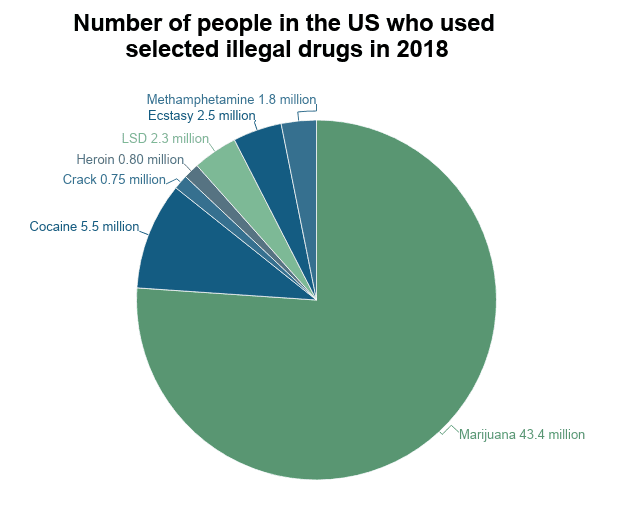 Number of people in the US who used
selected illegal drugs in 2018
Methamphetamine 1.8 million
Ecstasy 2.5 million
LSD 2.3 million
Heroin 0.80 million
Crack 0.75 million
Cocaine 5.5 million
Marijuana 43.4 million